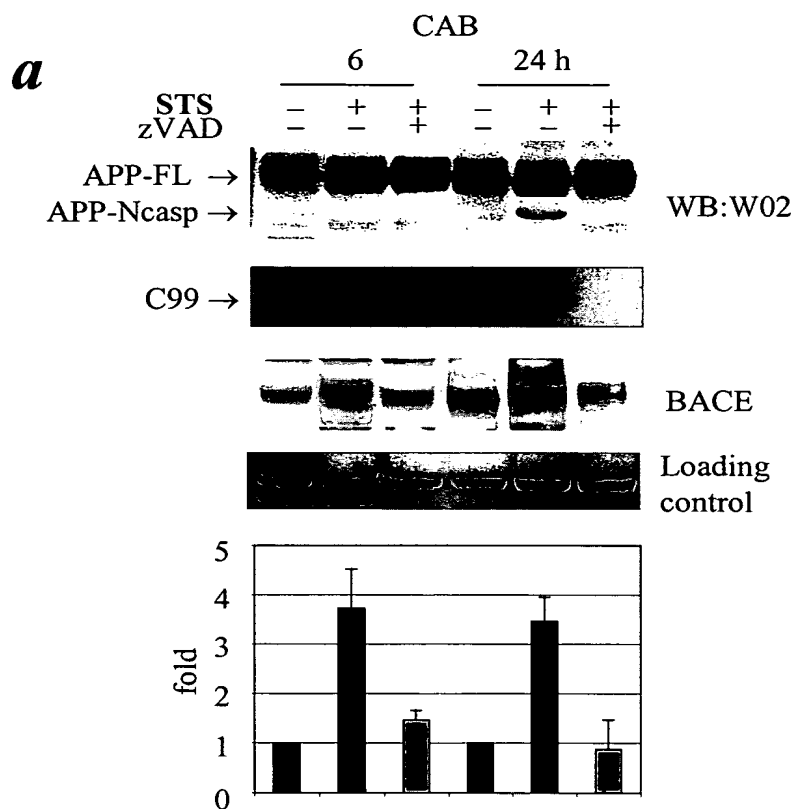 a
CAB
6 24 h
STS − + + − + +
zVAD − − + − − +
APP-FL →
APP-Ncasp →
WB:W02
C99 →
BACE
Loading
control
5
4
3
2
1
0
fold